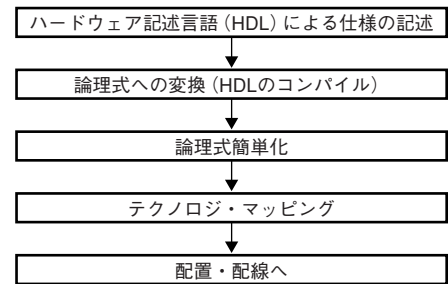 ハードウェア記述言語（HDL）による仕様の記述
論理式への変換（HDLのコンパイル）
論理式簡単化
テクノロジ・マッピング
配置・配線へ